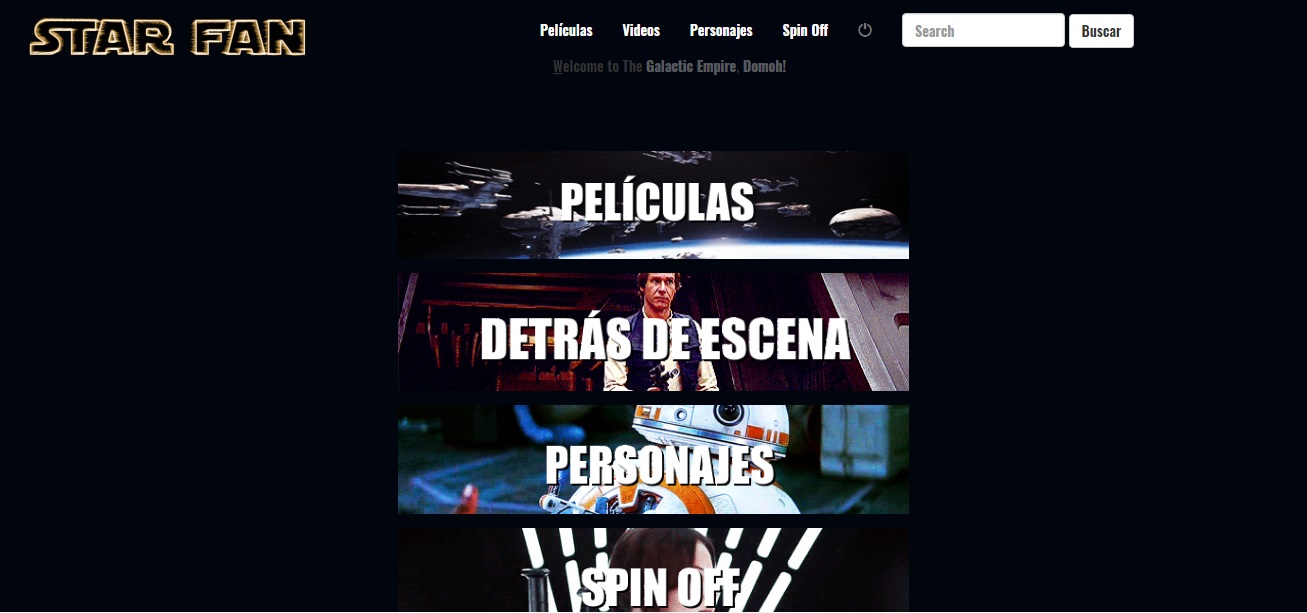 STAR FAN
Películas Videos Personajes Spin Off Search Buscar
Welcome to The Galactic Empire, Domoh!
PELÍCULAS
DETRÁS DE ESCENA
PERSONAJES
SPIN OFF